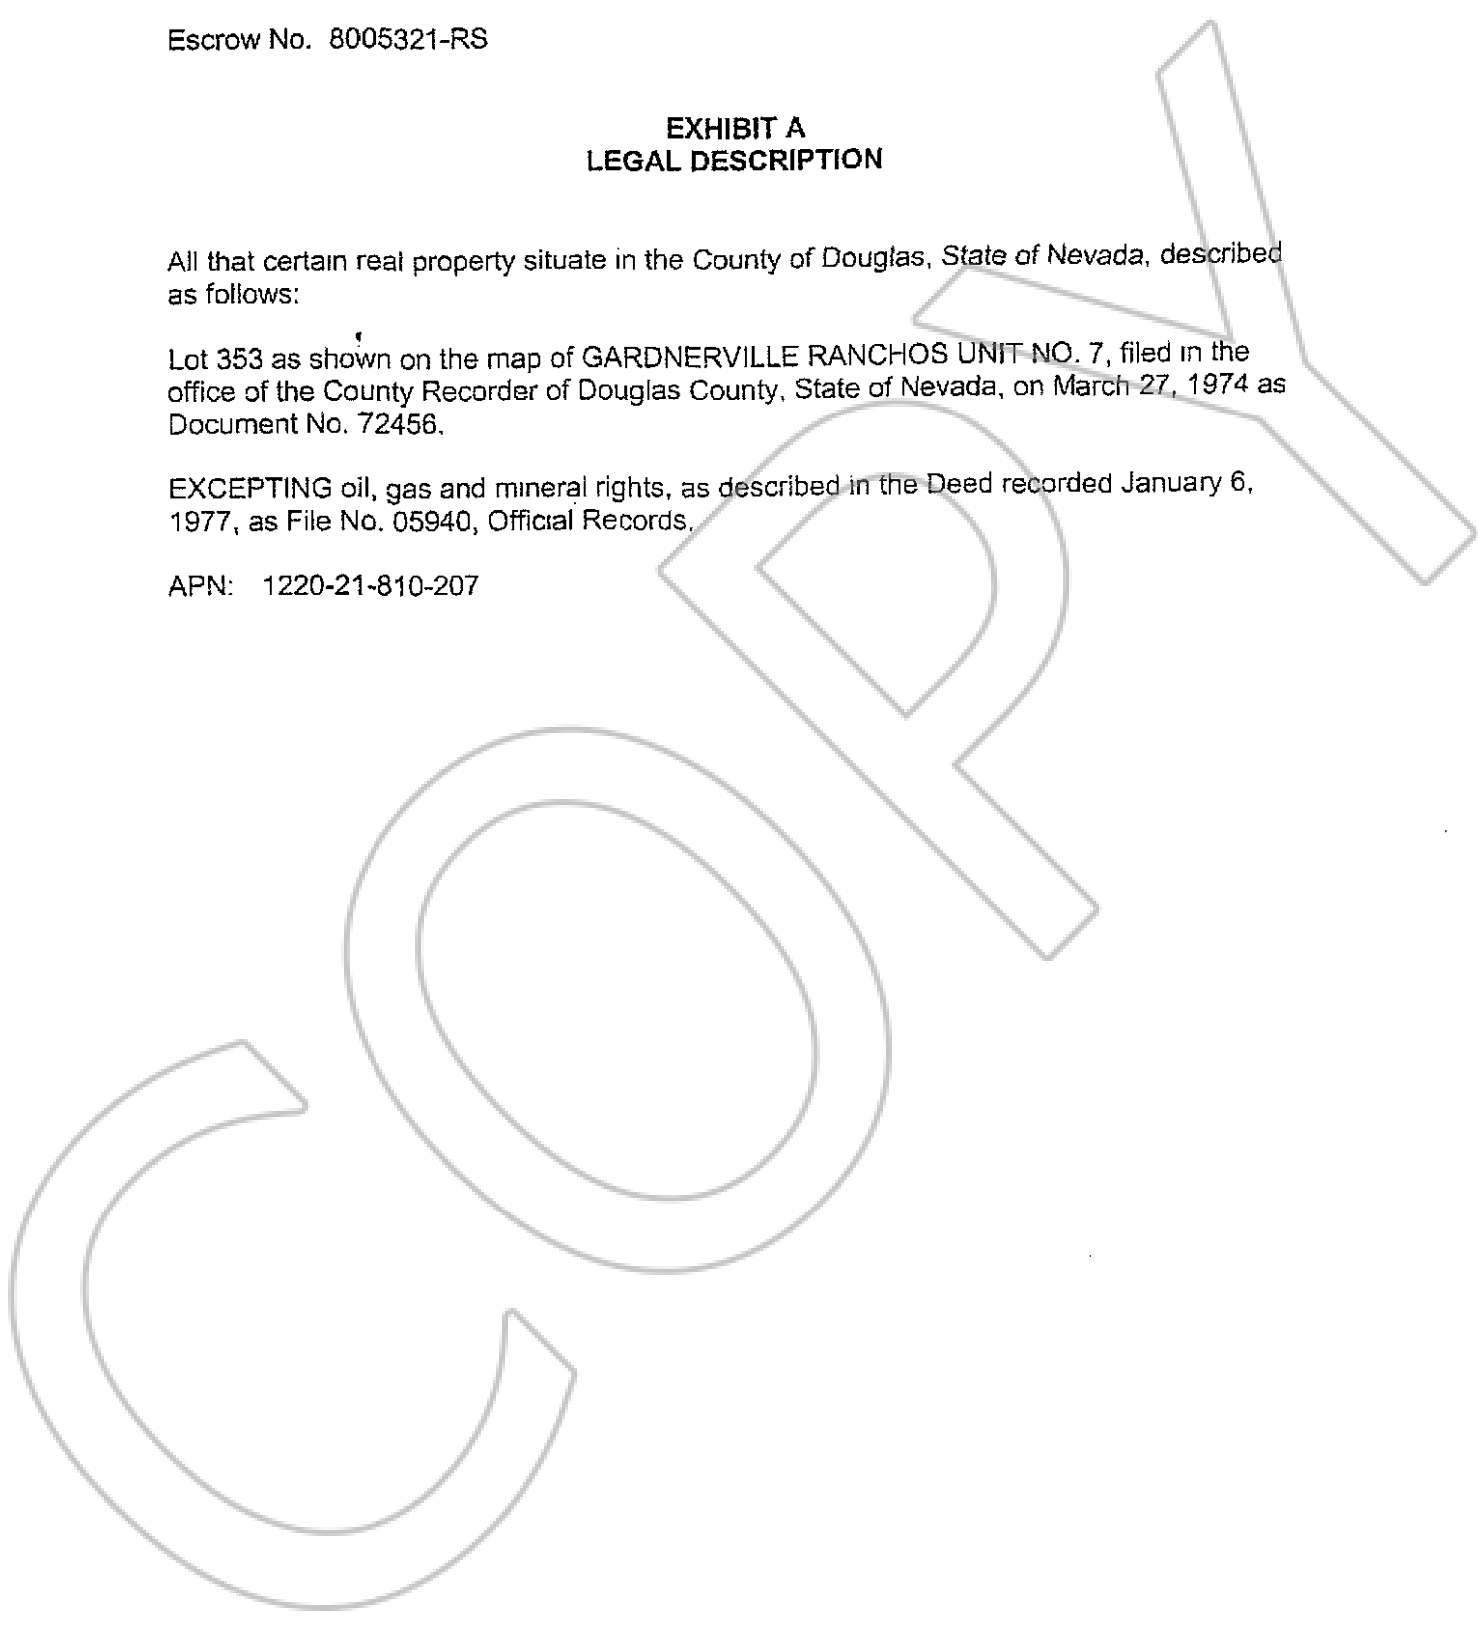 Escrow No. 8005321-RS
EXHIBIT A
LEGAL DESCRIPTION
All that certain real property situate in the County of Douglas, State of Nevada, described
as follows:
Lot 353 as shown on the map of GARDNERVILLE RANCHOS UNIT NO. 7, filed in the
office of the County Recorder of Douglas County, State of Nevada, on March 27, 1974 as
Document No. 72456.
EXCEPTING oil, gas and mineral rights, as described in the Deed recorded January 6,
1977, as File No. 05940, Official Records.
APN: 1220-21-810-207
COPY